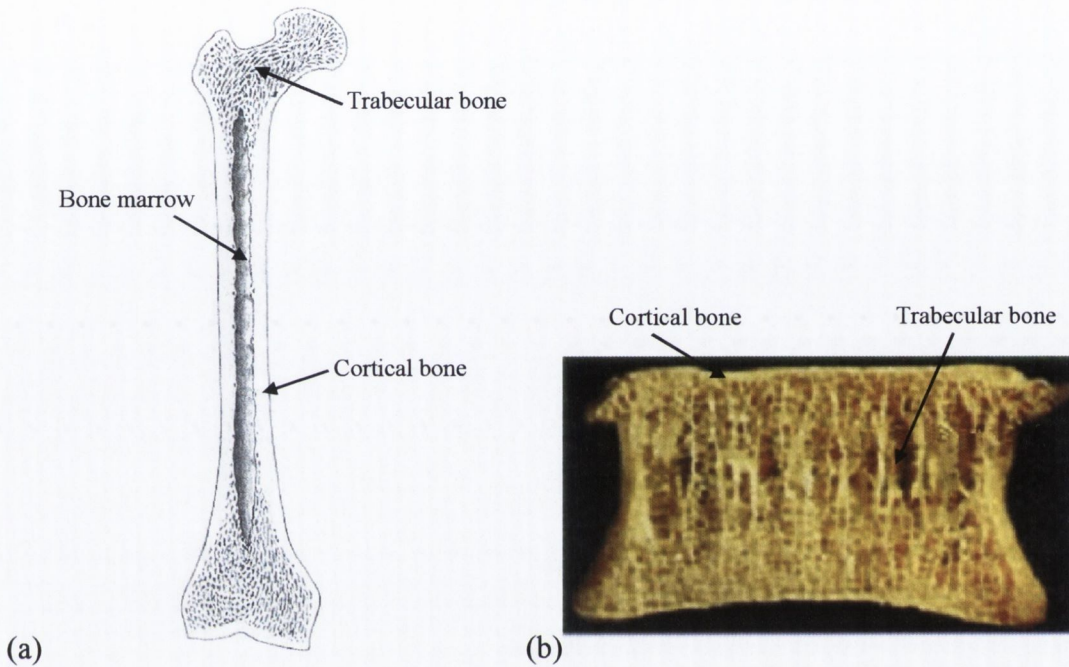 Trabecular bone
Bone marrow
Cortical bone
(a)
Cortical bone
Trabecular bone
(b)